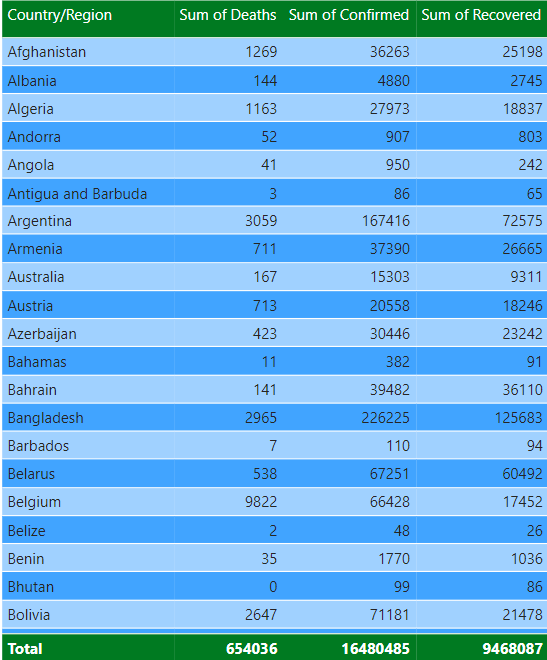 Country/Region Sum of Deaths Sum of Confirmed Sum of Recovered
Afghanistan 1269 36263 25198
Albania 144 4880 2745
Algeria 1163 27973 18837
Andorra 52 907 803
Angola 41 950 242
Antigua and Barbuda 3 86 65
Argentina 3059 167416 72575
Armenia 711 37390 26665
Australia 167 15303 9311
Austria 713 20558 18246
Azerbaijan 423 30446 23242
Bahamas 11 382 91
Bahrain 141 39482 36110
Bangladesh 2965 226225 125683
Barbados 7 110 94
Belarus 538 67251 60492
Belgium 9822 66428 17452
Belize 2 48 26
Benin 35 1770 1036
Bhutan 0 99 86
Bolivia 2647 71181 21478
Total 654036 16480485 9468087